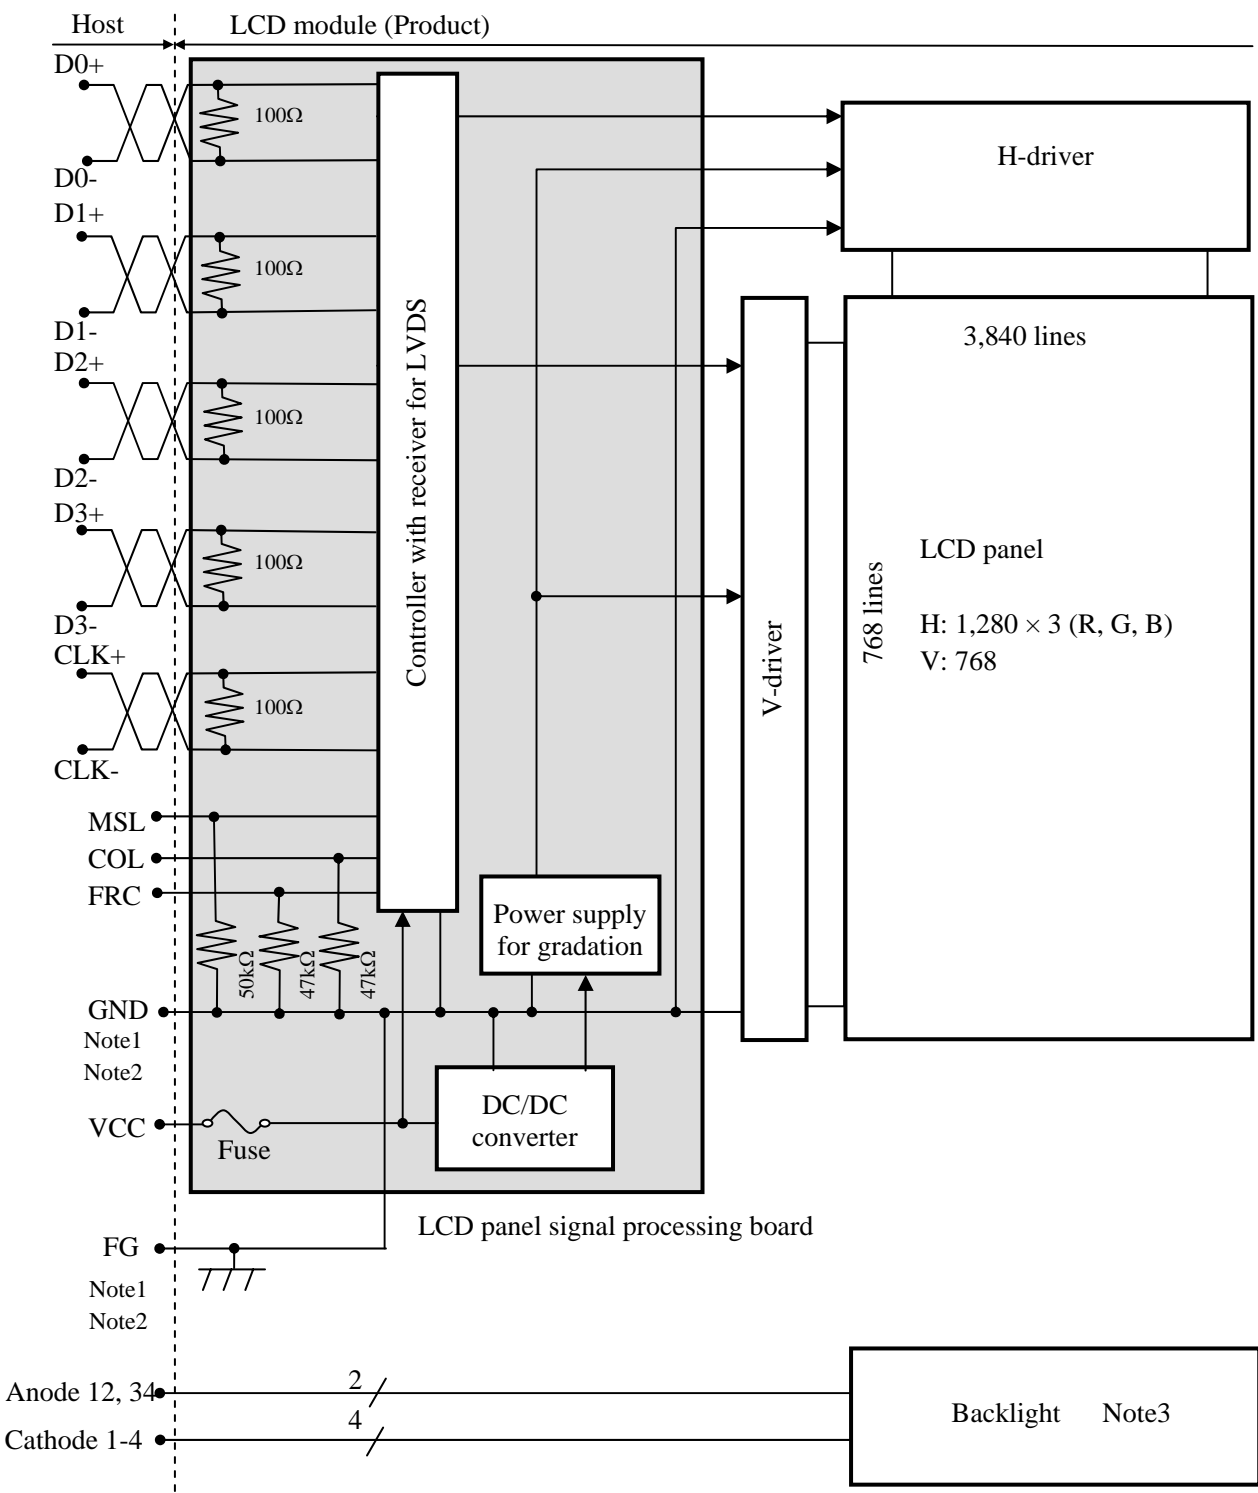 Host
LCD module (Product)
D0+
100Ω
D0-
D1+
100Ω
D1-
D2+
100Ω
D2-
D3+
100Ω
D3-
CLK+
100Ω
CLK-
MSL
COL
FRC
50kΩ
47kΩ
47kΩ
GND
Note1
Note2
VCC
Fuse
FG
Note1
Note2
Controller with receiver for LVDS
Power supply
for gradation
DC/DC
converter
LCD panel signal processing board
H-driver
V-driver
3,840 lines
768 lines
LCD panel
H: 1,280 × 3 (R, G, B)
V: 768
Anode 12, 34
2
Cathode 1-4
4
Backlight Note3